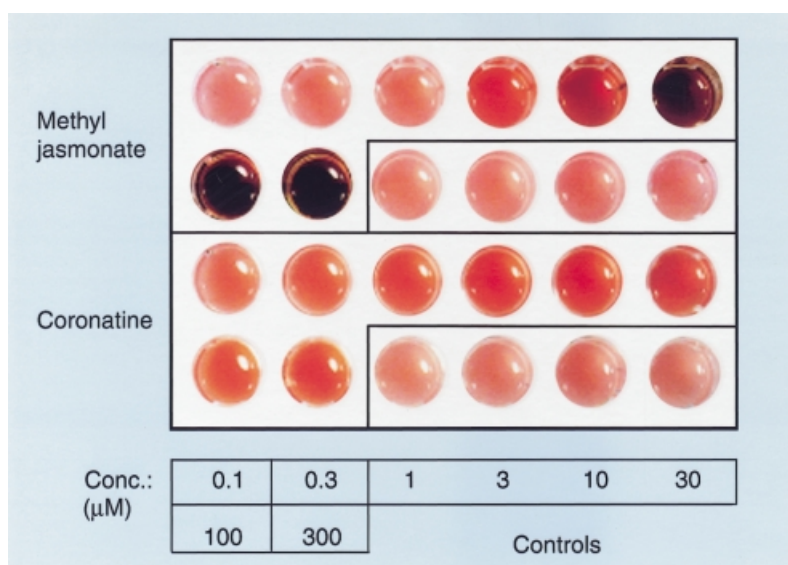 Methyl
jasmonate
Coronatine
Conc.: 0.1 0.3 1 3 10 30
(µM)
100 300 Controls